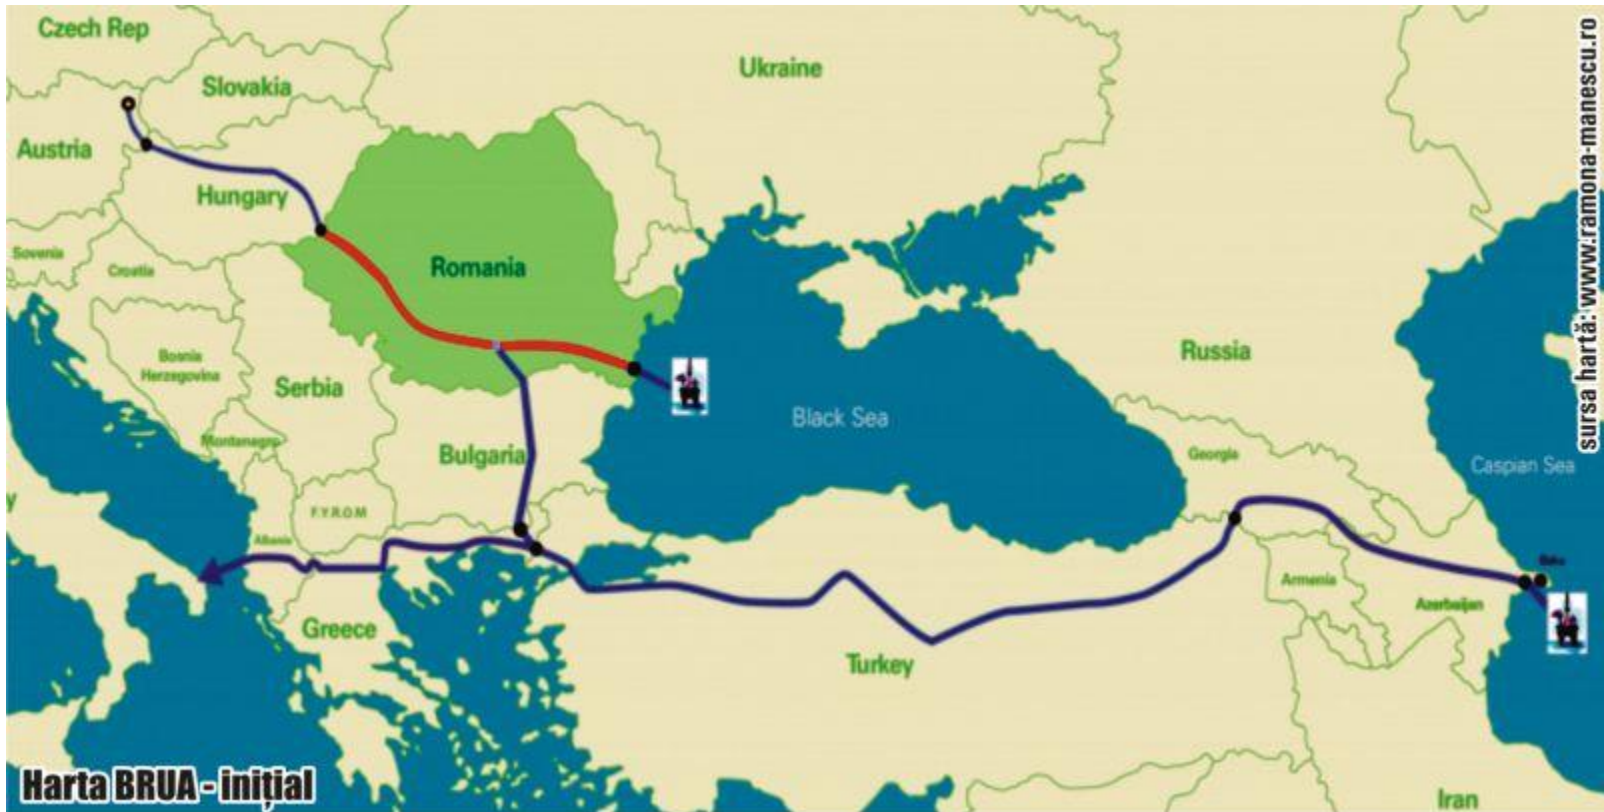 Czech Rep
Slovakia
Ukraine
Austria
Hungary
Sovenia
Croatia
Romania
Bosnia
Herzegovina
Serbia
Montenegro
Bulgaria
F.Y.R.O.M
Albania
Greece
Black Sea
Russia
Georgia
Caspian Sea
Baku
Armenia
Azerbaijan
Turkey
Iran
y
Harta BRUA - inițial
sursa hartă: www.ramona-manescu.ro